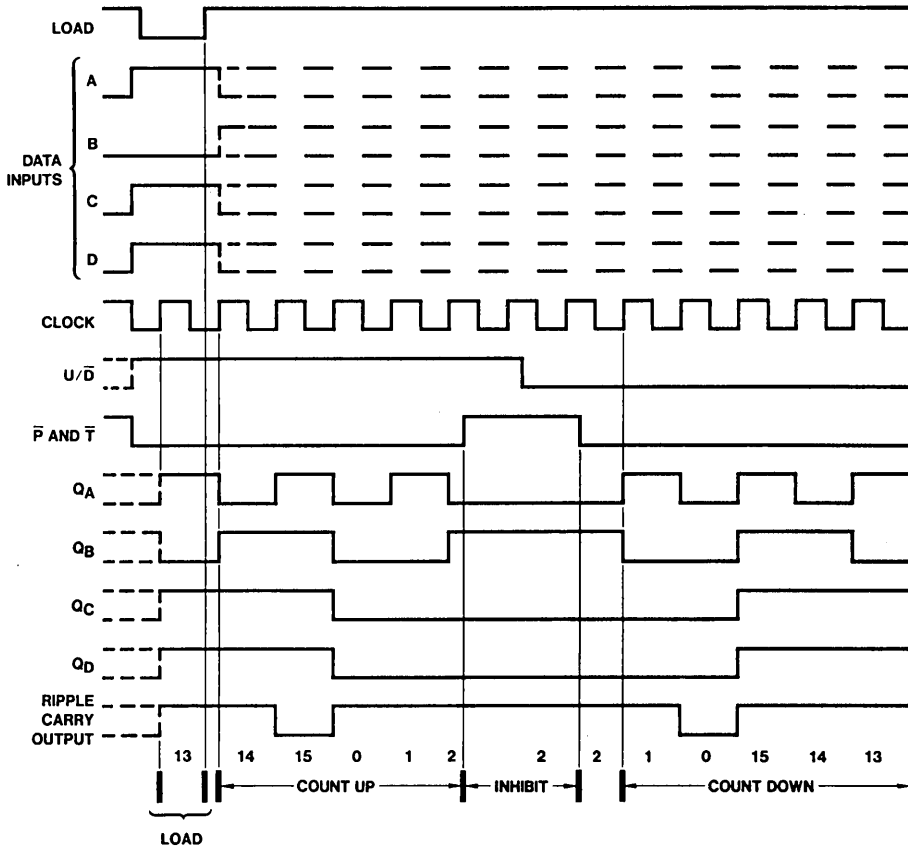 LOAD
A
B
DATA
INPUTS
C
D
CLOCK
U/D̅
P̅ AND T̅
QA
QB
QC
QD
RIPPLE
CARRY
OUTPUT
13 14 15 0 1 2 2 2 1 0 15 14 13
COUNT UP INHIBIT COUNT DOWN
LOAD